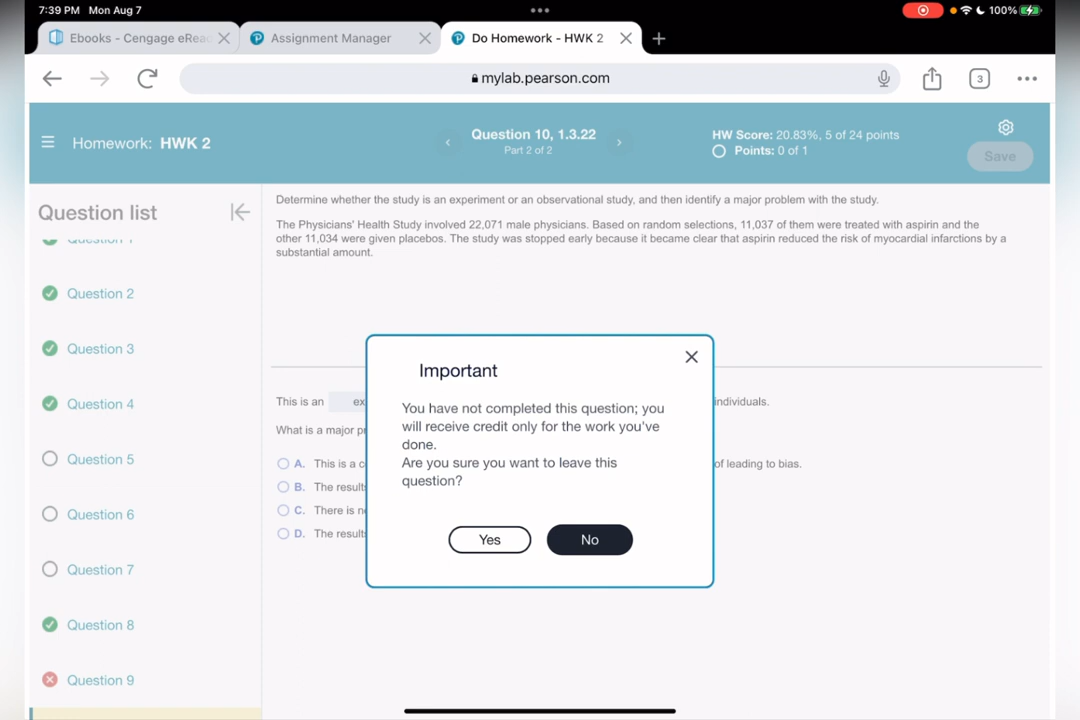 7:39 PM Mon Aug 7
100%
Ebooks - Cengage eRea
Assignment Manager
Do Homework - HWK 2
mylab.pearson.com
3
Homework: HWK 2
Question 10, 1.3.22
Part 2 of 2
HW Score: 20.83%, 5 of 24 points
Points: 0 of 1
Save
Question list
Question 1
Question 2
Question 3
Question 4
Question 5
Question 6
Question 7
Question 8
Question 9
Determine whether the study is an experiment or an observational study, and then identify a major problem with the study.
The Physicians' Health Study involved 22,071 male physicians. Based on random selections, 11,037 of them were treated with aspirin and the
other 11,034 were given placebos. The study was stopped early because it became clear that aspirin reduced the risk of myocardial infarctions by a
substantial amount.
This is an ex individuals.
What is a major pr
A. This is a c of leading to bias.
B. The result
C. There is n
D. The result
Important
You have not completed this question; you
will receive credit only for the work you've
done.
Are you sure you want to leave this
question?
Yes
No